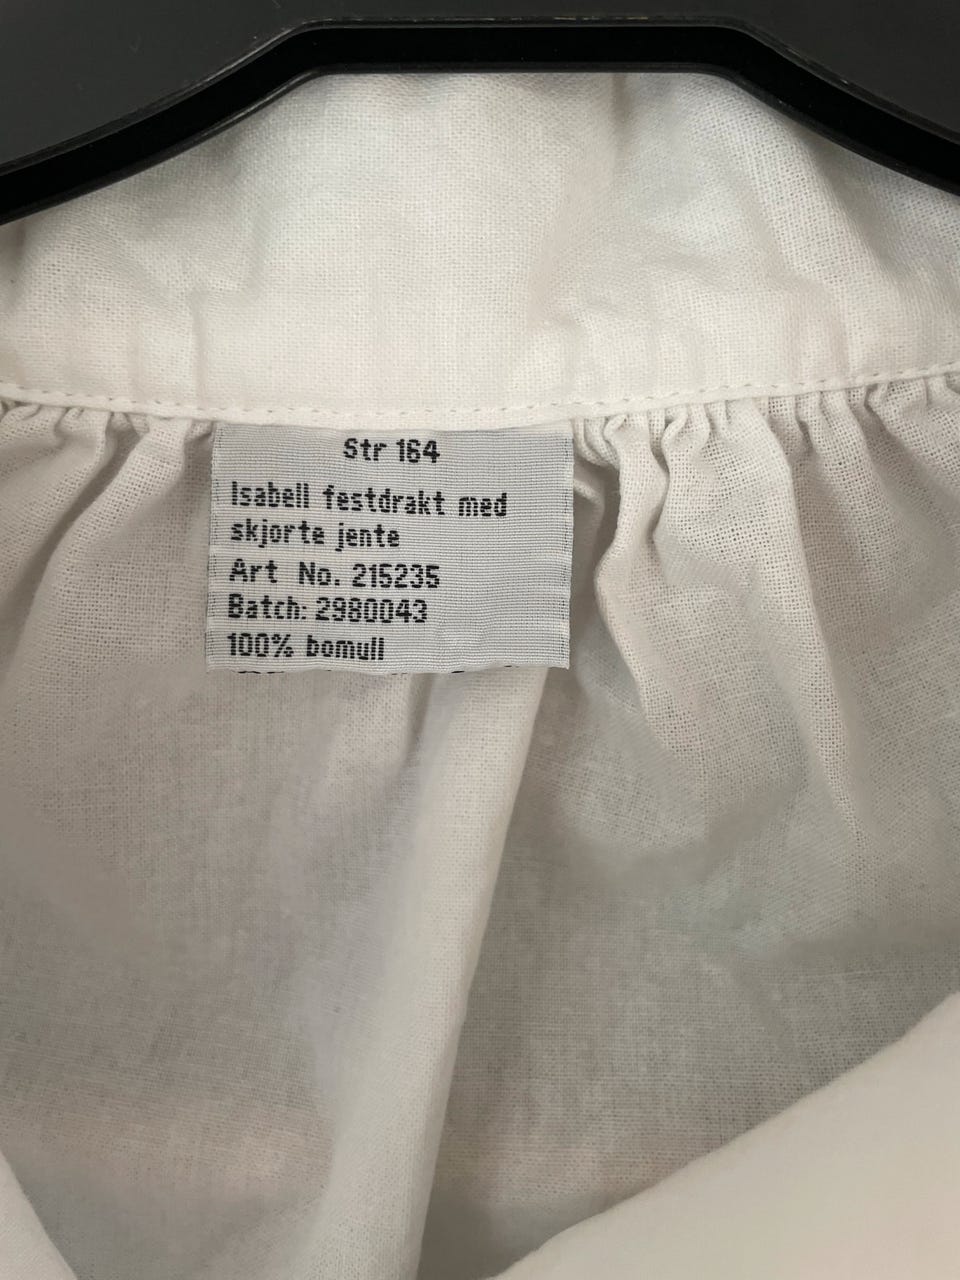 Str 164
Isabell festdrakt med
skjorte jente
Art No. 215235
Batch: 2980043
100% bomull